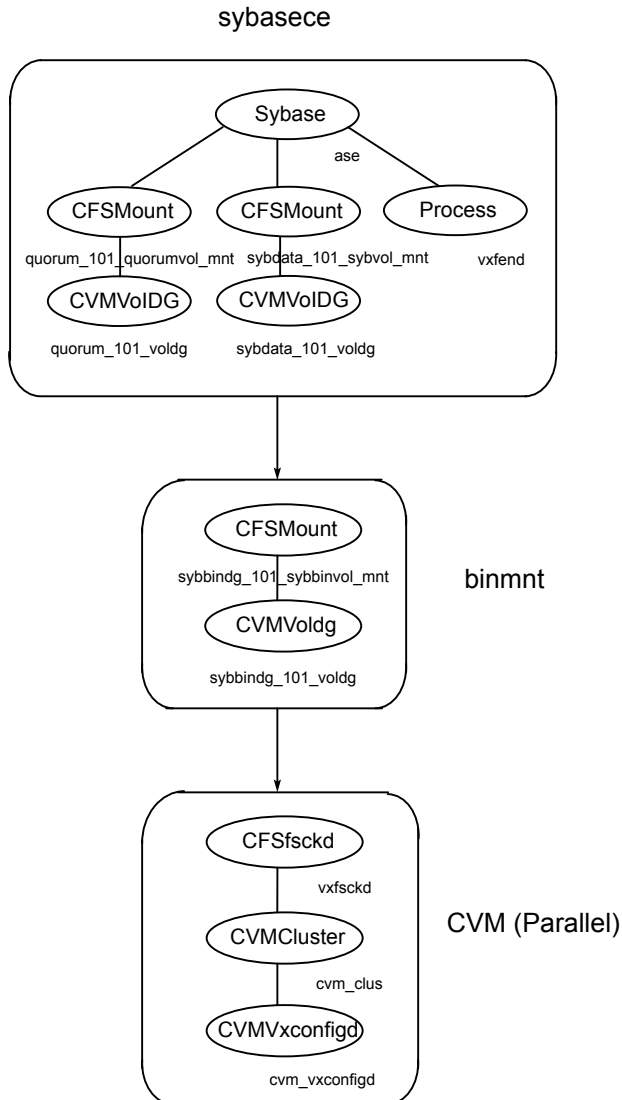 sybasece
Sybase
ase
CFSMount
CFSMount
Process
quorum_101_quorumvol_mnt
sybdata_101_sybvol_mnt
vxfend
CVMVolDG
CVMVolDG
quorum_101_voldg
sybdata_101_voldg
CFSMount
sybbindg_101_sybbinvol_mnt
binmnt
CVMVoldg
sybbindg_101_voldg
CFSfsckd
vxfsckd
CVM (Parallel)
CVMCluster
cvm_clus
CVMVxconfigd
cvm_vxconfigd